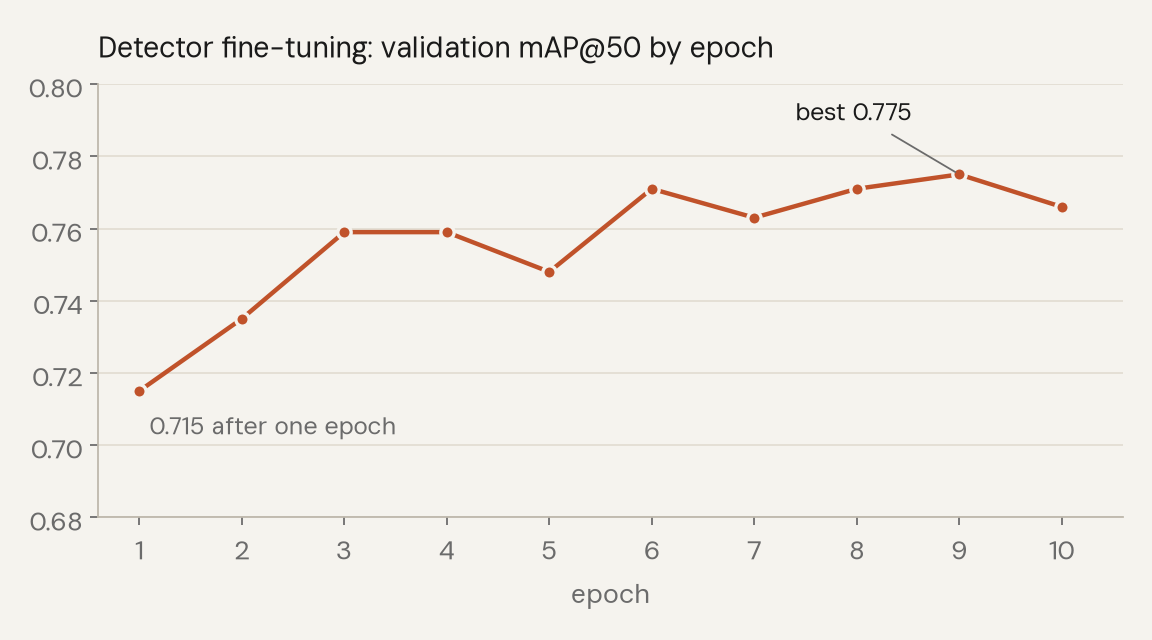 Detector fine-tuning: validation mAP@50 by epoch
0.80
best 0.775
0.78
0.76
0.74
0.72
0.715 after one epoch
0.70
0.68
1 2 3 4 5 6 7 8 9 10
epoch